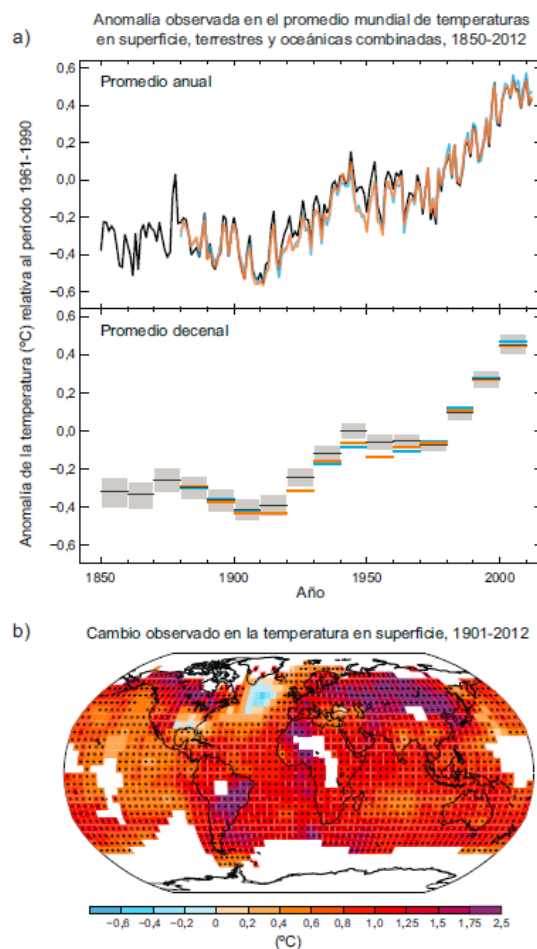 a)
Anomalía observada en el promedio mundial de temperaturas
en superficie, terrestres y oceánicas combinadas, 1850-2012
Anomalía de la temperatura (ºC) relativa al período 1961-1990
Promedio anual
0,6
0,4
0,2
0,0
−0,2
−0,4
−0,6
Promedio decenal
0,6
0,4
0,2
0,0
−0,2
−0,4
−0,6
1850 1900 1950 2000
Año
b)
Cambio observado en la temperatura en superficie, 1901-2012
−0,6 −0,4 −0,2 0 0,2 0,4 0,6 0,8 1,0 1,25 1,5 1,75 2,5
(ºC)